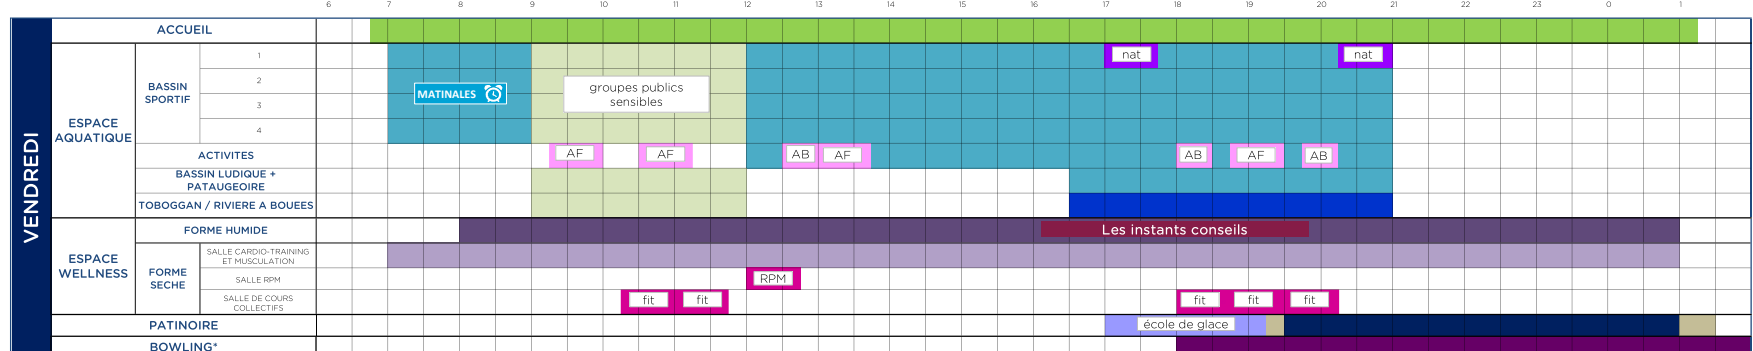 6 7 8 9 10 11 12 13 14 15 16 17 18 19 20 21 22 23 0 1
VENDREDI
ACCUEIL
ESPACE
AQUATIQUE
BASSIN
SPORTIF
1
2
3
4
nat
nat
MATINALES
groupes publics
sensibles
ACTIVITES
AF AF AB AF AB AF AB
BASSIN LUDIQUE +
PATAUGEOIRE
TOBOGGAN / RIVIERE A BOUEES
ESPACE
WELLNESS
FORME HUMIDE
Les instants conseils
FORME
SECHE
SALLE CARDIO-TRAINING
ET MUSCULATION
SALLE RPM
RPM
SALLE DE COURS
COLLECTIFS
fit fit fit fit fit
PATINOIRE
école de glace
BOWLING*